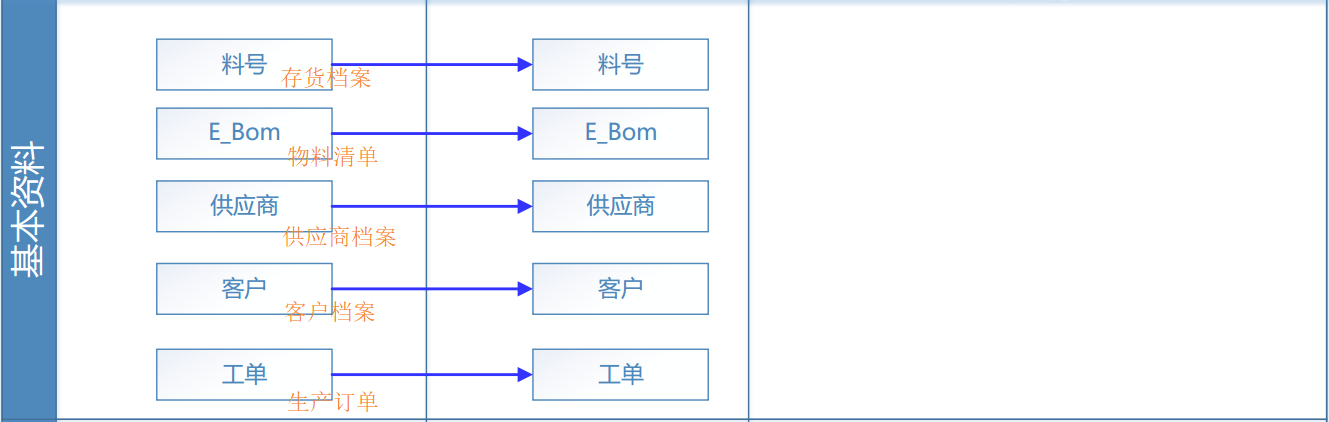 基本资料
料号
存货档案
料号
E_Bom
物料清单
E_Bom
供应商
供应商档案
供应商
客户
客户档案
客户
工单
生产订单
工单